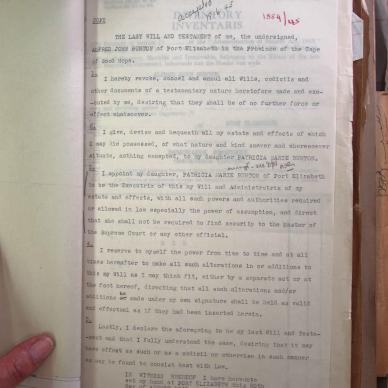 COPY
accepted
1984/45
INVENTORY
INVENTARIS
THE LAST WILL AND TESTAMENT of me, the undersigned,
ALFRED JOHN BURTON of Port Elizabeth in the Province of the Cape
of Good Hope.
I hereby revoke, cancel and annul all Wills, codicils and
other documents of a testamentary nature heretofore made and exe-
cuted by me, desiring that they shall be of no further force or
effect whatsoever.
I give, devise and bequeath all my estate and effects of which
I may die possessed, of what nature and kind soever and wheresoever
situate, nothing excepted, to my daughter PATRICIA MARIE BURTON.
I appoint my daughter, PATRICIA MARIE BURTON of Port Elizabeth
to be the Executrix of this my Will and Administratrix of my
estate and effects, with all such powers and authorities required
or allowed in law especially the power of assumption, and direct
that she shall not be required to find security to the Master of
the Supreme Court or any other official.
I reserve to myself the power from time to time and at all
times hereafter to make all such alterations in or additions to
this my Will as I may think fit, either by a separate act or at
the foot hereof, directing that all such alterations and/or
additions so made under my own signature shall be held as valid
and effectual as if they had been inserted herein.
Lastly, I declare the aforegoing to be my last Will and Testa-
ment and that I fully understand the same, desiring that it may
have effect as such or as a codicil or otherwise in such manner
as may be found to consist best with Law.
IN WITNESS WHEREOF I have hereunto
set my hand at PORT ELIZABETH this 20th